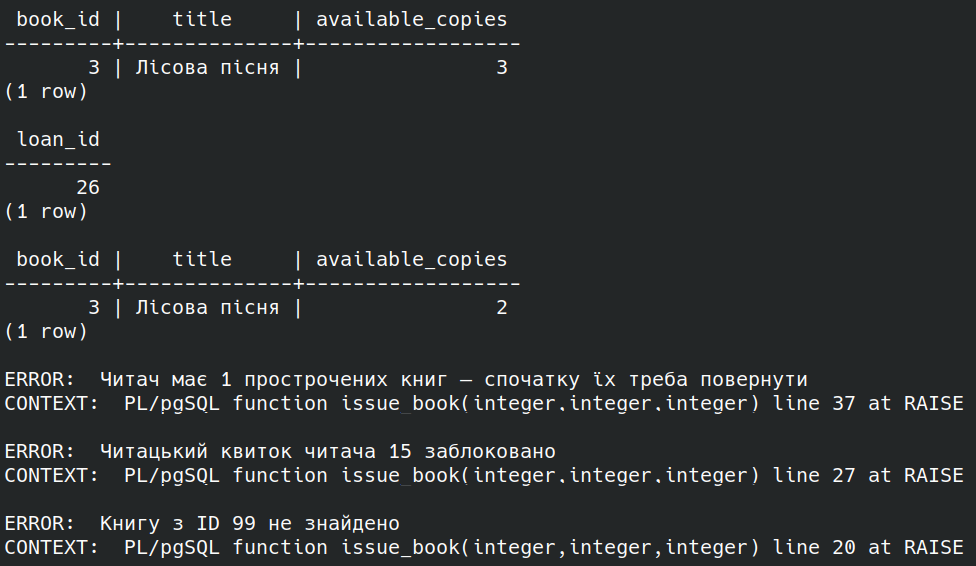 book_id |    title     | available_copies
---------+--------------+------------------
       3 | Лісова пісня |                3
(1 row)

 loan_id
---------
      26
(1 row)

 book_id |    title     | available_copies
---------+--------------+------------------
       3 | Лісова пісня |                2
(1 row)

ERROR:  Читач має 1 прострочених книг — спочатку їх треба повернути
CONTEXT:  PL/pgSQL function issue_book(integer,integer,integer) line 37 at RAISE

ERROR:  Читацький квиток читача 15 заблоковано
CONTEXT:  PL/pgSQL function issue_book(integer,integer,integer) line 27 at RAISE

ERROR:  Книгу з ID 99 не знайдено
CONTEXT:  PL/pgSQL function issue_book(integer,integer,integer) line 20 at RAISE